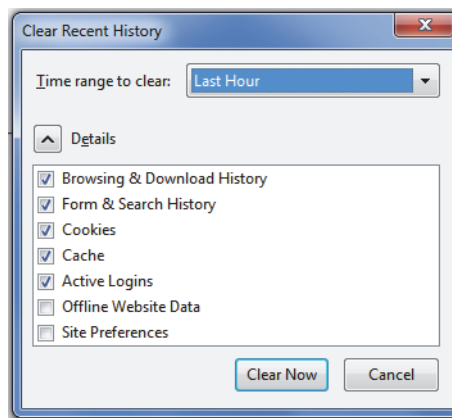 Clear Recent History
Time range to clear: Last Hour
Details
Browsing & Download History
Form & Search History
Cookies
Cache
Active Logins
Offline Website Data
Site Preferences
Clear Now Cancel